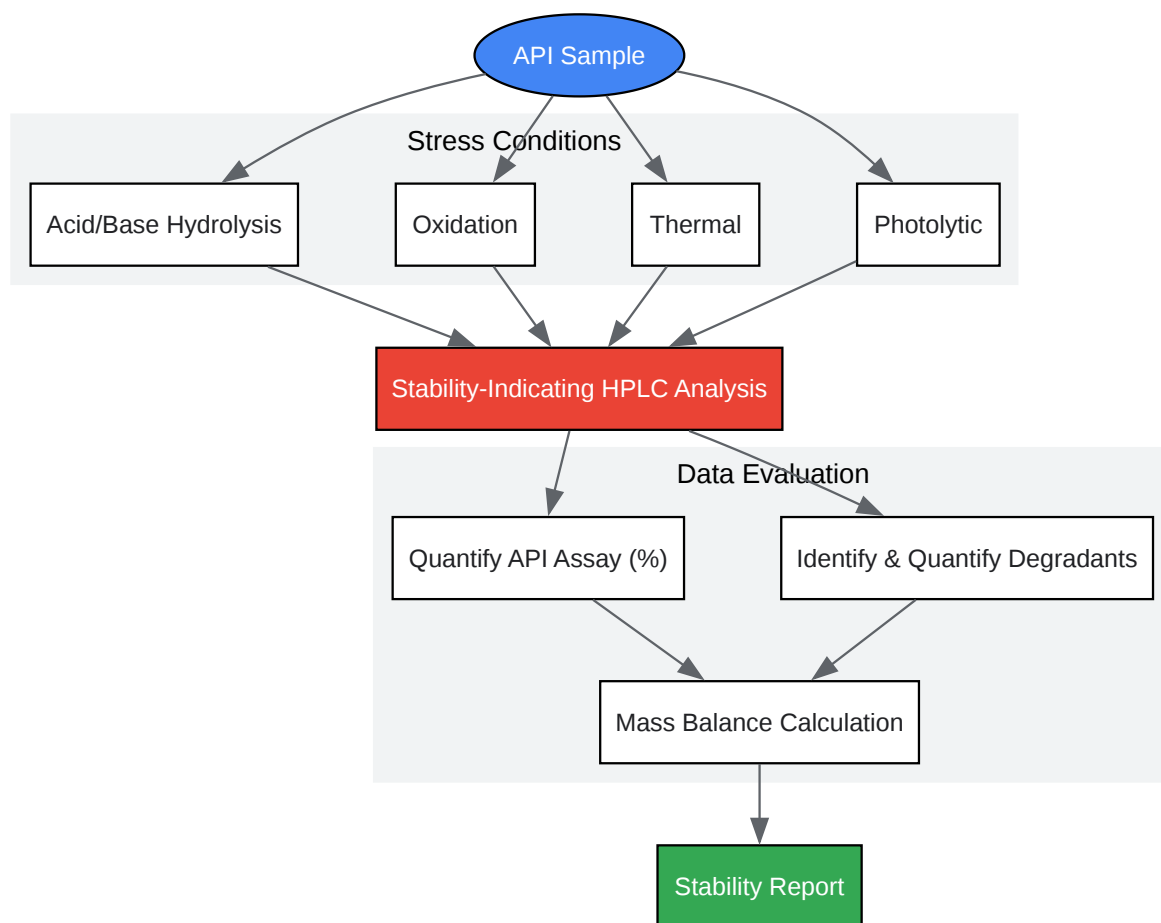 API Sample
Stress Conditions
Acid/Base Hydrolysis
Oxidation
Thermal
Photolytic
Stability-Indicating HPLC Analysis
Data Evaluation
Quantify API Assay (%)
Identify & Quantify Degradants
Mass Balance Calculation
Stability Report